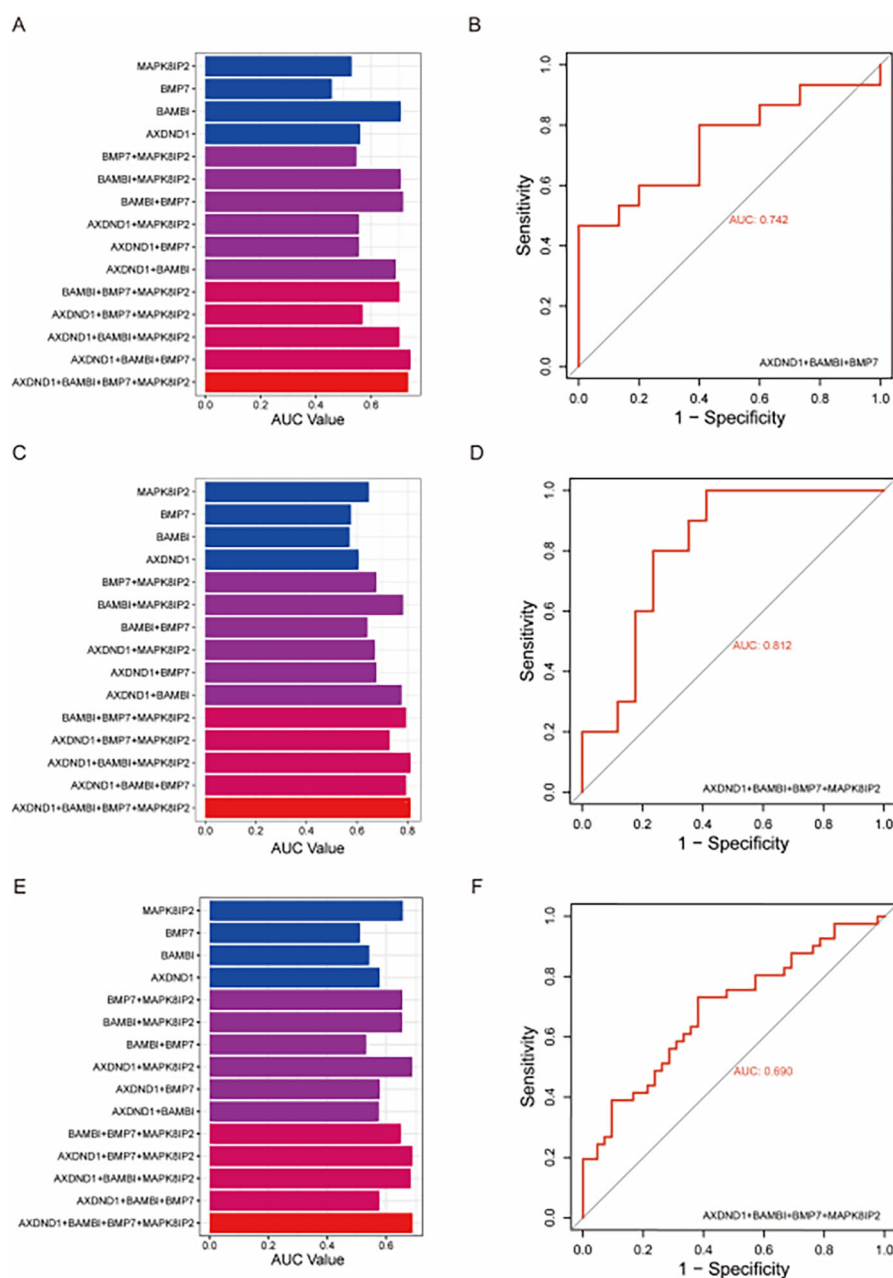 A
MAPK8IP2
BMP7
BAMBI
AXDND1
BMP7+MAPK8IP2
BAMBI+MAPK8IP2
BAMBI+BMP7
AXDND1+MAPK8IP2
AXDND1+BMP7
AXDND1+BAMBI
BAMBI+BMP7+MAPK8IP2
AXDND1+BMP7+MAPK8IP2
AXDND1+BAMBI+MAPK8IP2
AXDND1+BAMBI+BMP7
AXDND1+BAMBI+BMP7+MAPK8IP2
0.0 0.2 0.4 0.6
AUC Value
B
Sensitivity
1.0
0.8
0.6
0.4
0.2
0.0
AUC: 0.742
AXDND1+BAMBI+BMP7
0.0 0.2 0.4 0.6 0.8 1.0
1 − Specificity
C
MAPK8IP2
BMP7
BAMBI
AXDND1
BMP7+MAPK8IP2
BAMBI+MAPK8IP2
BAMBI+BMP7
AXDND1+MAPK8IP2
AXDND1+BMP7
AXDND1+BAMBI
BAMBI+BMP7+MAPK8IP2
AXDND1+BMP7+MAPK8IP2
AXDND1+BAMBI+MAPK8IP2
AXDND1+BAMBI+BMP7
AXDND1+BAMBI+BMP7+MAPK8IP2
0.0 0.2 0.4 0.6 0.8
AUC Value
D
Sensitivity
1.0
0.8
0.6
0.4
0.2
0.0
AUC: 0.812
AXDND1+BAMBI+BMP7+MAPK8IP2
0.0 0.2 0.4 0.6 0.8 1.0
1 − Specificity
E
MAPK8IP2
BMP7
BAMBI
AXDND1
BMP7+MAPK8IP2
BAMBI+MAPK8IP2
BAMBI+BMP7
AXDND1+MAPK8IP2
AXDND1+BMP7
AXDND1+BAMBI
BAMBI+BMP7+MAPK8IP2
AXDND1+BMP7+MAPK8IP2
AXDND1+BAMBI+MAPK8IP2
AXDND1+BAMBI+BMP7
AXDND1+BAMBI+BMP7+MAPK8IP2
0.0 0.2 0.4 0.6
AUC Value
F
Sensitivity
1.0
0.8
0.6
0.4
0.2
0.0
AUC: 0.690
AXDND1+BAMBI+BMP7+MAPK8IP2
0.0 0.2 0.4 0.6 0.8 1.0
1 − Specificity